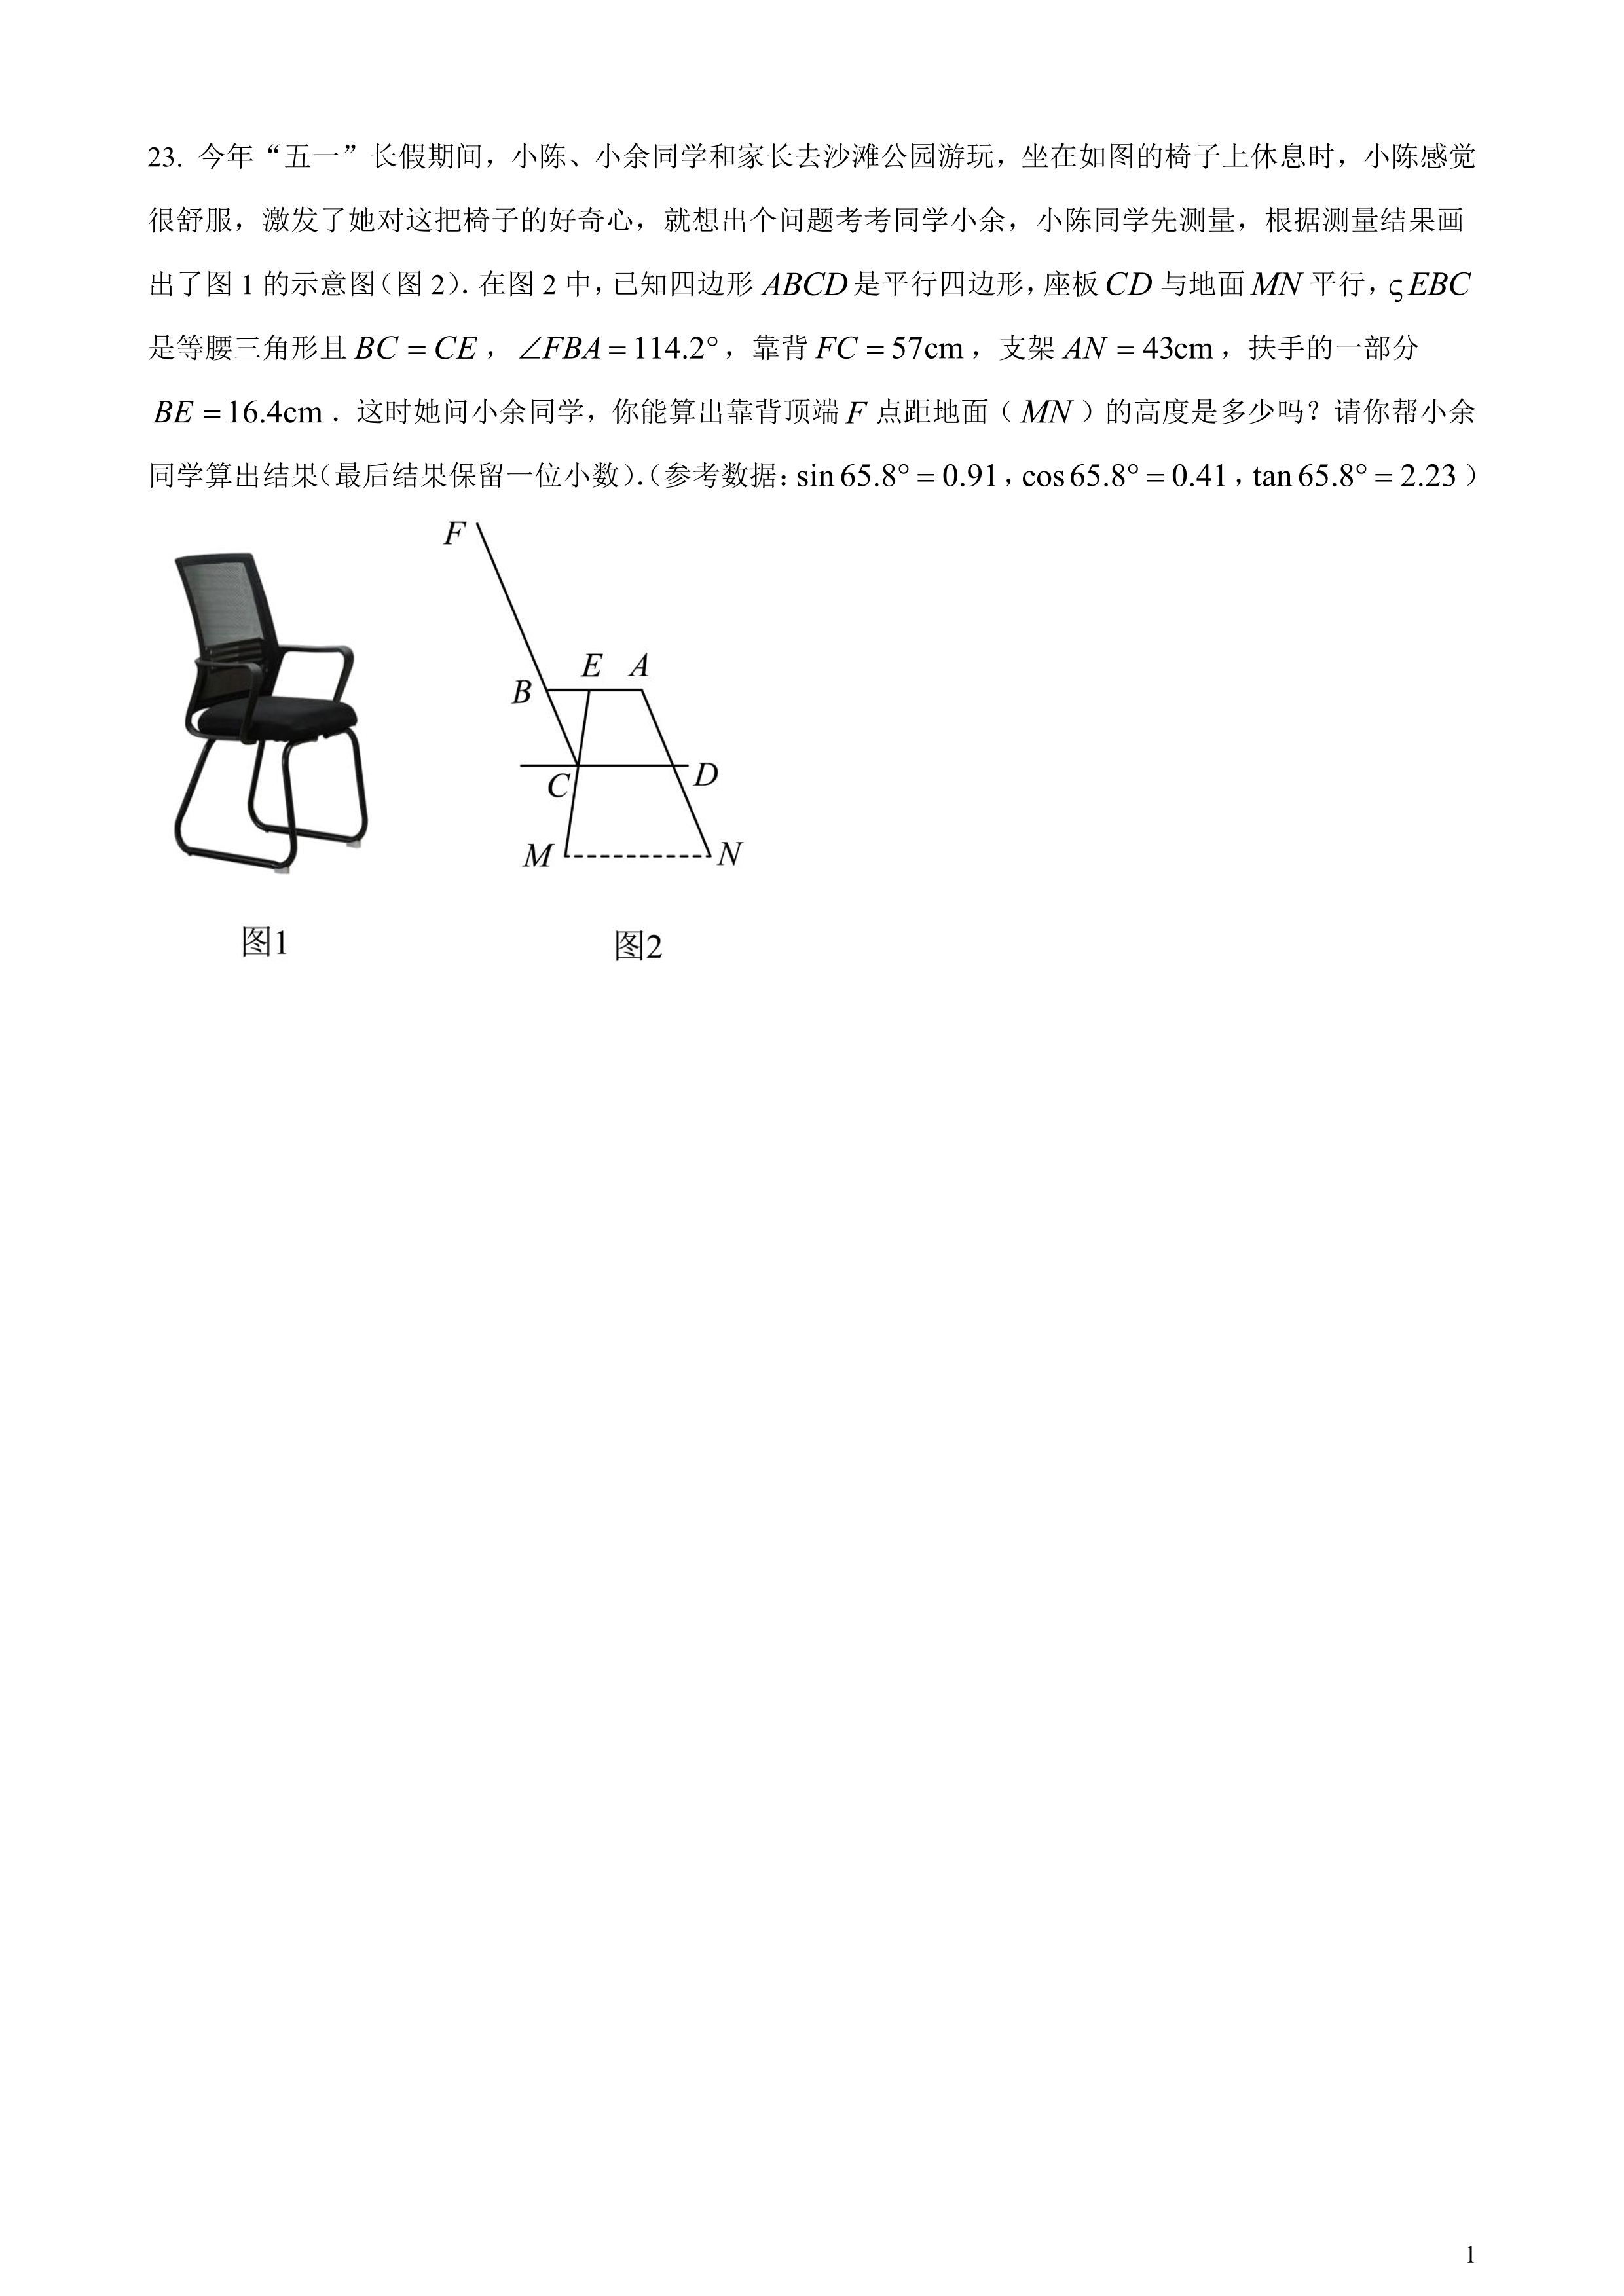 23. 今年“五一”长假期间，小陈、小余同学和家长去沙滩公园游玩，坐在如图的椅子上休息时，小陈感觉
很舒服，激发了她对这把椅子的好奇心，就想出个问题考考同学小余，小陈同学先测量，根据测量结果画
出了图 1 的示意图（图 2）. 在图 2 中，已知四边形 ABCD 是平行四边形，座板 CD 与地面 MN 平行，ς EBC
是等腰三角形且 BC = CE，∠FBA = 114.2°，靠背 FC = 57cm，支架 AN = 43cm，扶手的一部分
BE = 16.4cm．这时她问小余同学，你能算出靠背顶端 F 点距地面（MN）的高度是多少吗？请你帮小余
同学算出结果（最后结果保留一位小数）.（参考数据：sin 65.8° = 0.91，cos 65.8° = 0.41，tan 65.8° = 2.23）
F
E A
B
C D
M N
图1 图2
1